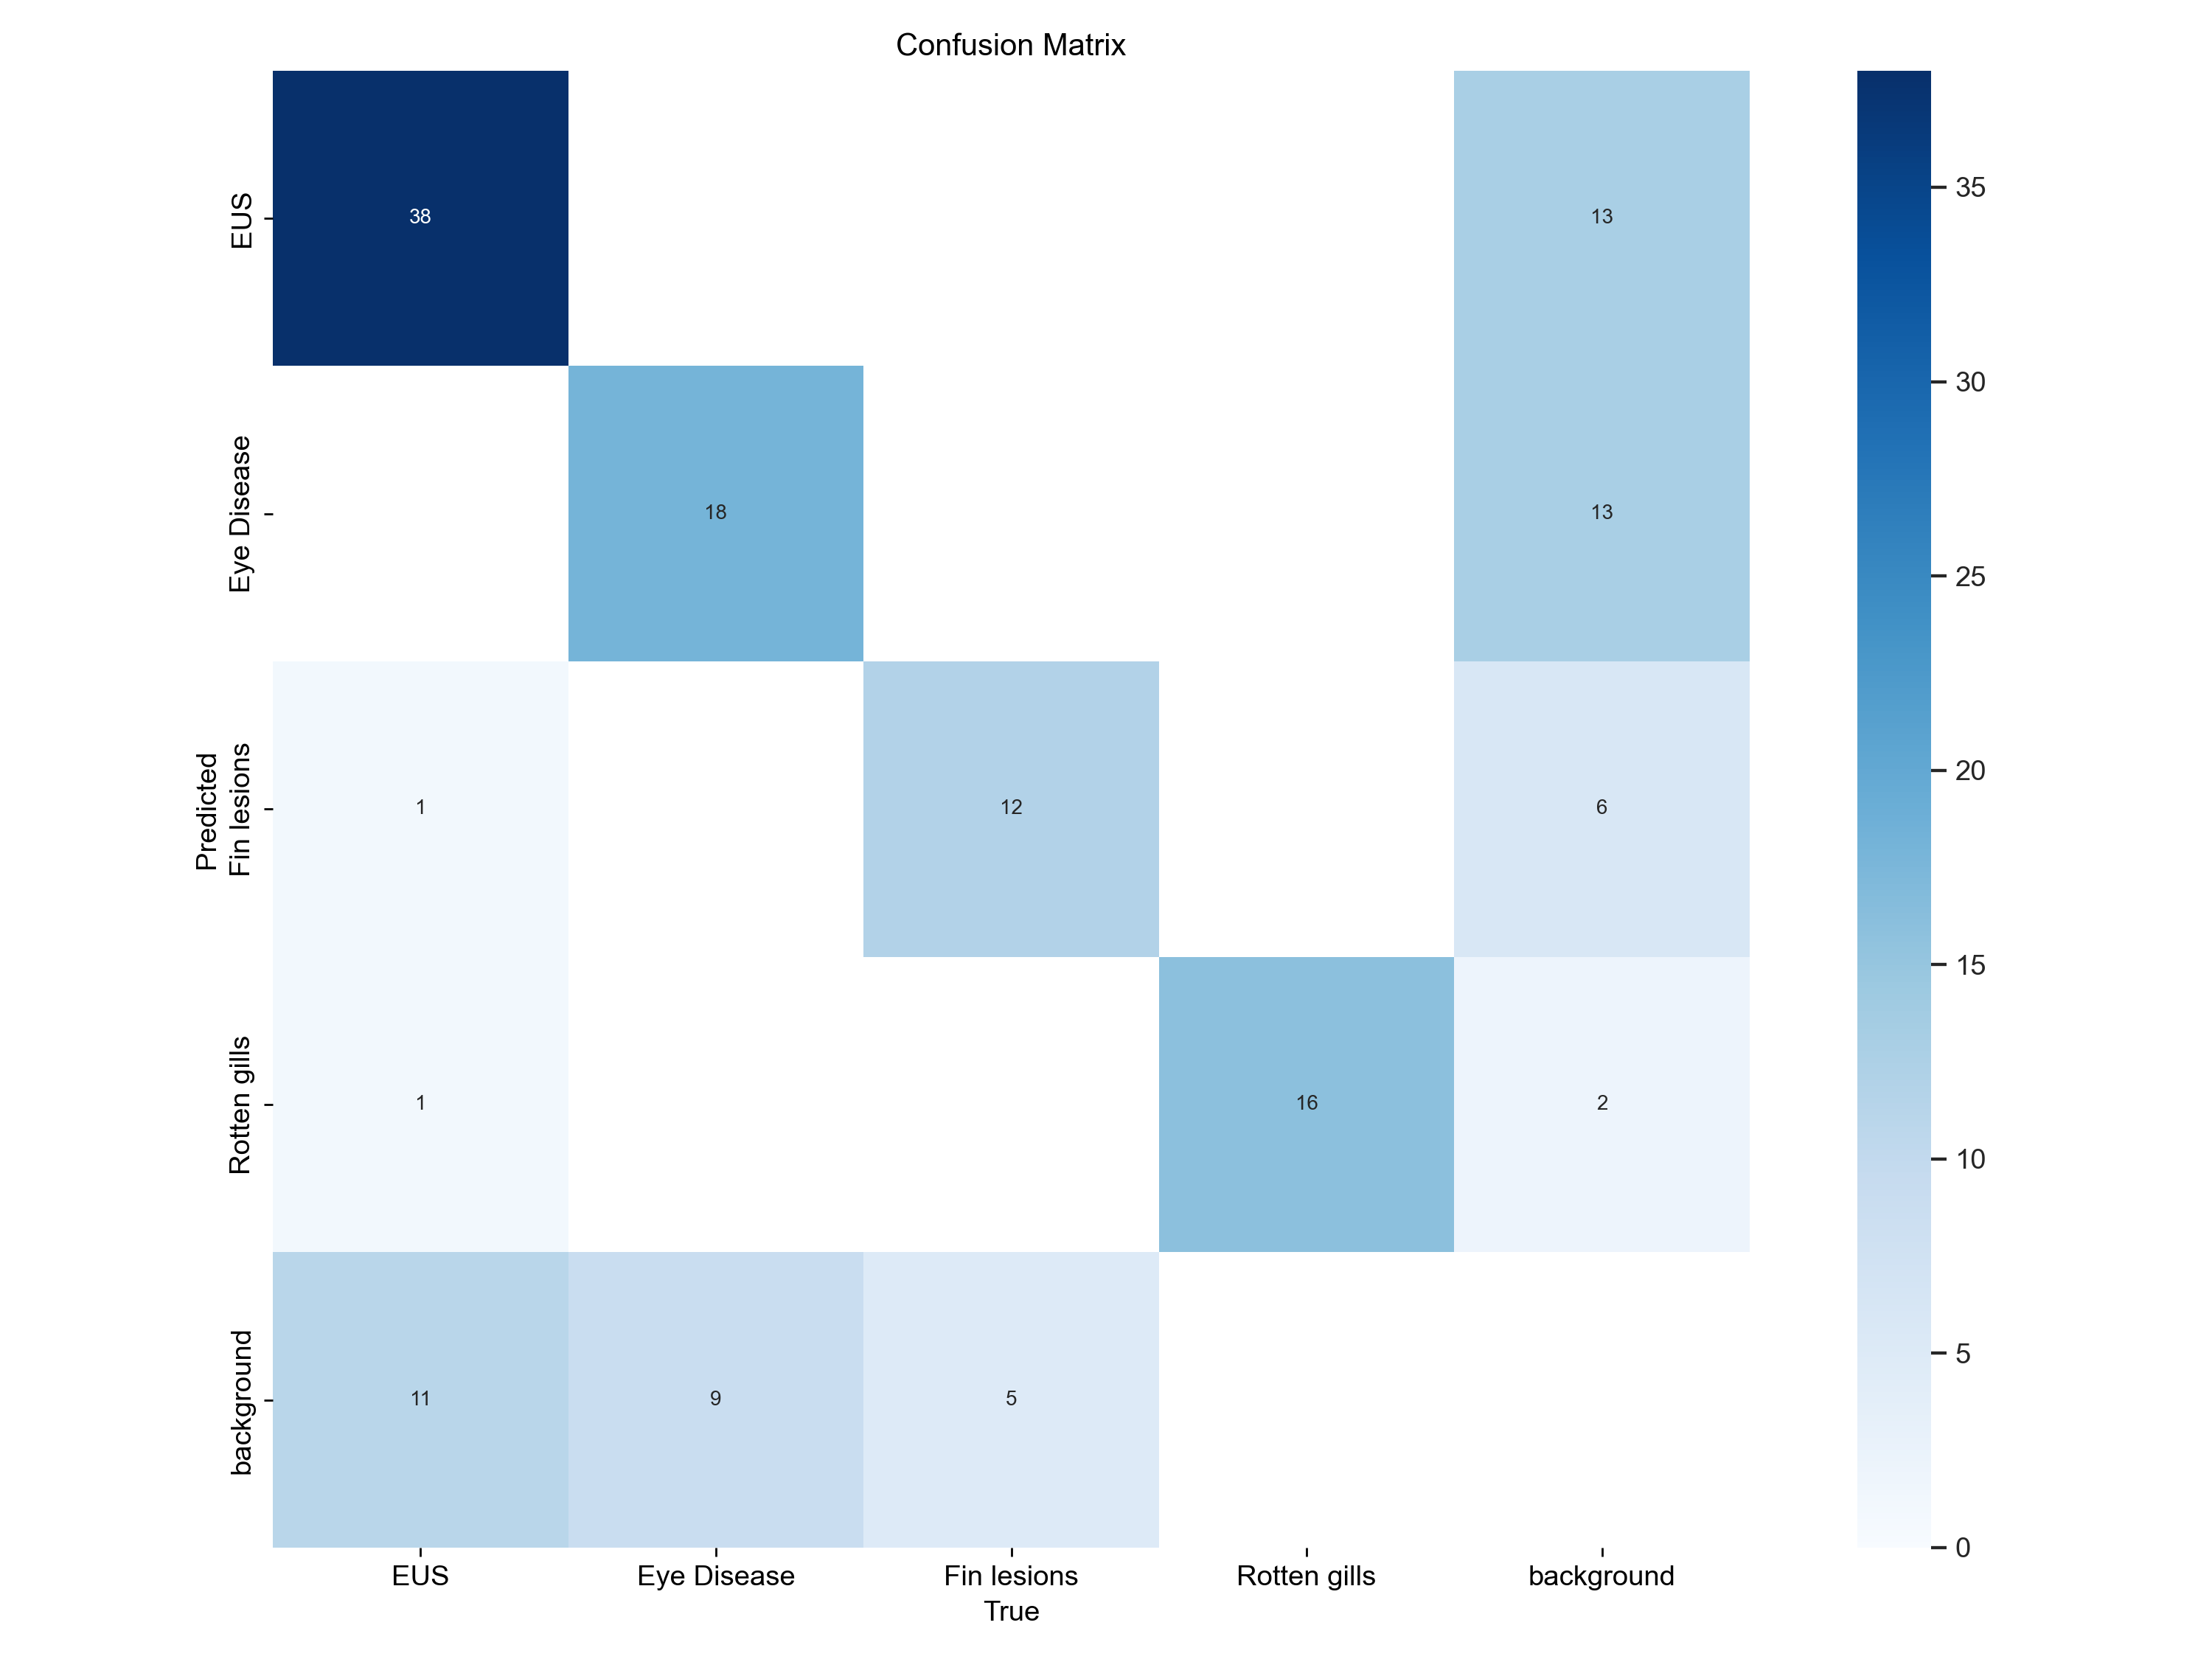 Confusion Matrix
EUS
38
13
35
30
Eye Disease
18
13
25
20
Predicted
Fin lesions
1
12
6
15
Rotten gills
1
16
2
10
background
11
9
5
5
0
EUS
Eye Disease
Fin lesions
Rotten gills
background
True